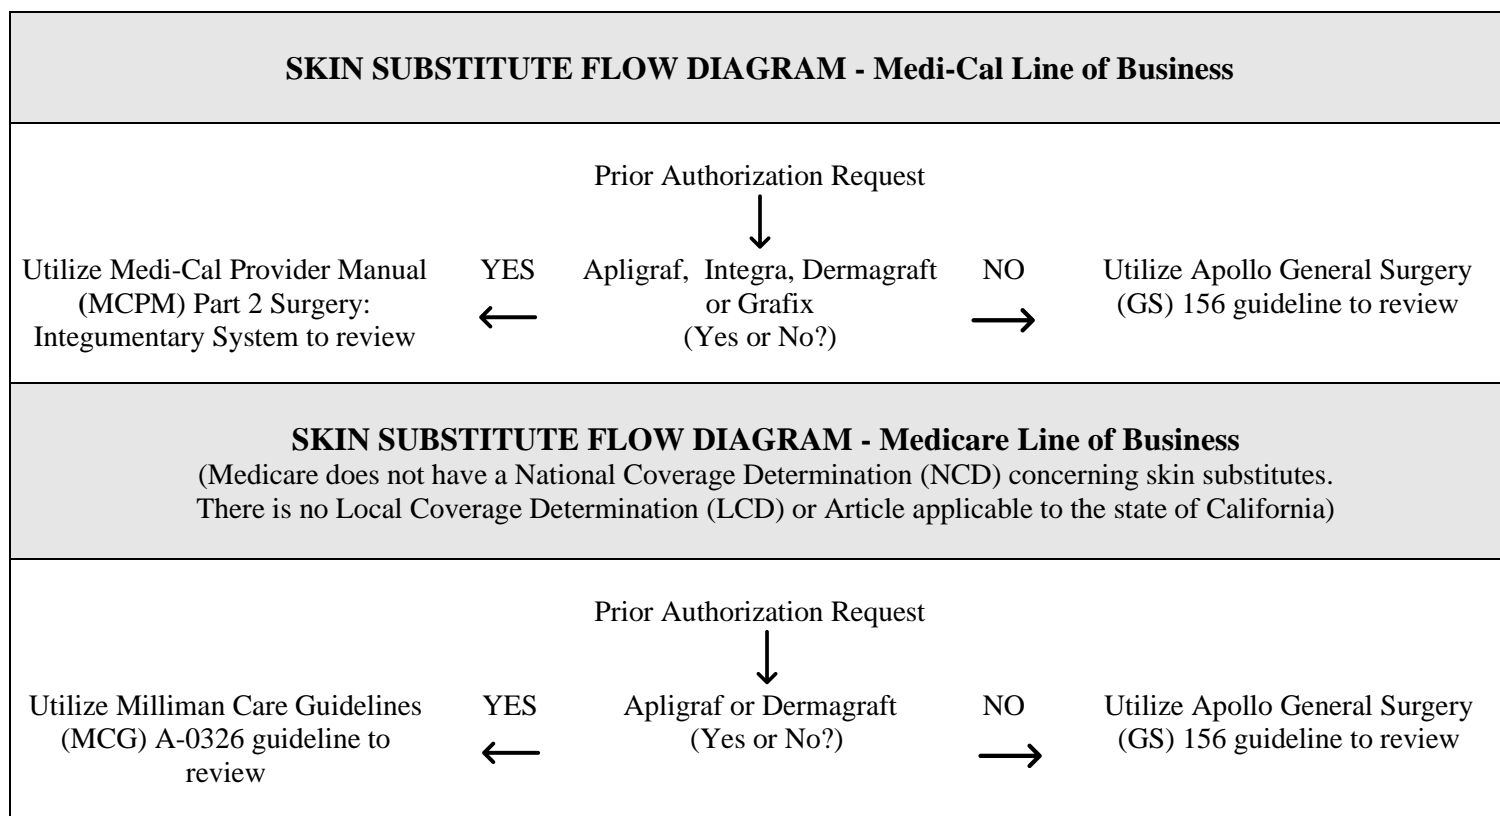 SKIN SUBSTITUTE FLOW DIAGRAM - Medi-Cal Line of Business
Prior Authorization Request
Utilize Medi-Cal Provider Manual
(MCPM) Part 2 Surgery:
Integumentary System to review
YES
Apligraf, Integra, Dermagraft
or Grafix
(Yes or No?)
NO
Utilize Apollo General Surgery
(GS) 156 guideline to review
SKIN SUBSTITUTE FLOW DIAGRAM - Medicare Line of Business
(Medicare does not have a National Coverage Determination (NCD) concerning skin substitutes.
There is no Local Coverage Determination (LCD) or Article applicable to the state of California)
Prior Authorization Request
Utilize Milliman Care Guidelines
(MCG) A-0326 guideline to
review
YES
Apligraf or Dermagraft
(Yes or No?)
NO
Utilize Apollo General Surgery
(GS) 156 guideline to review